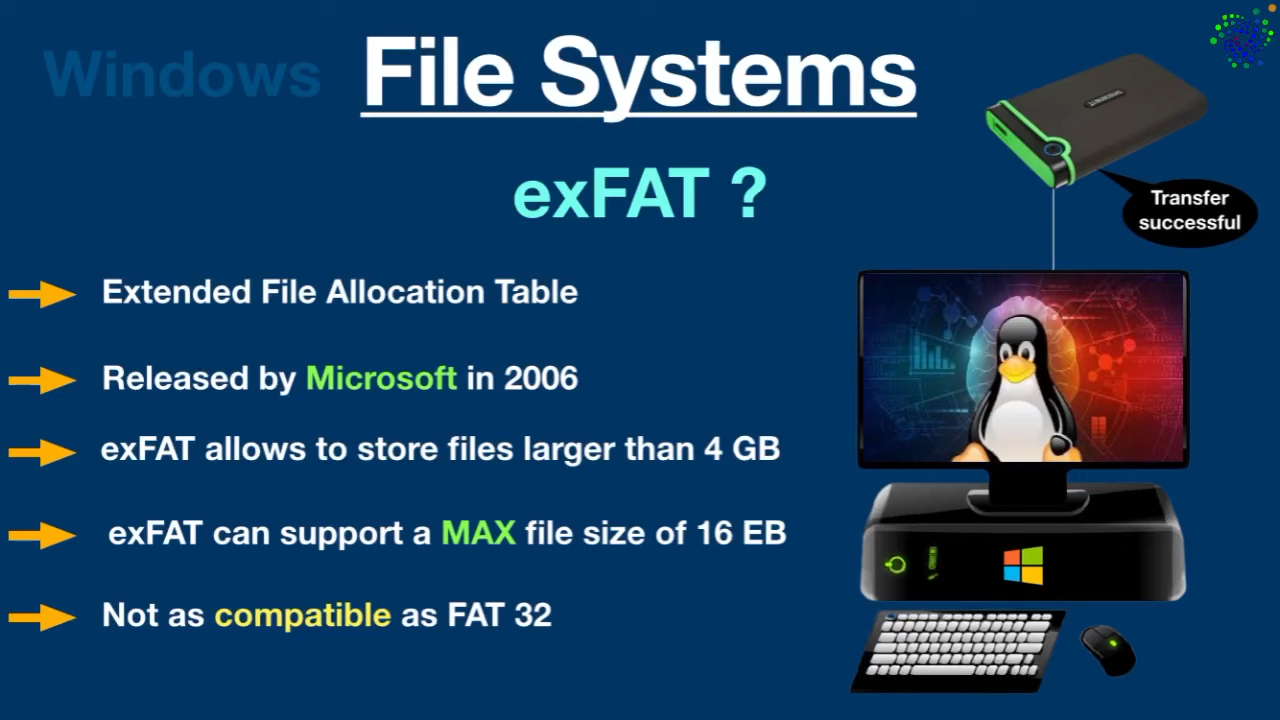 Windows File Systems
exFAT ?
Transfer
successful
Extended File Allocation Table
Released by Microsoft in 2006
exFAT allows to store files larger than 4 GB
exFAT can support a MAX file size of 16 EB
Not as compatible as FAT 32